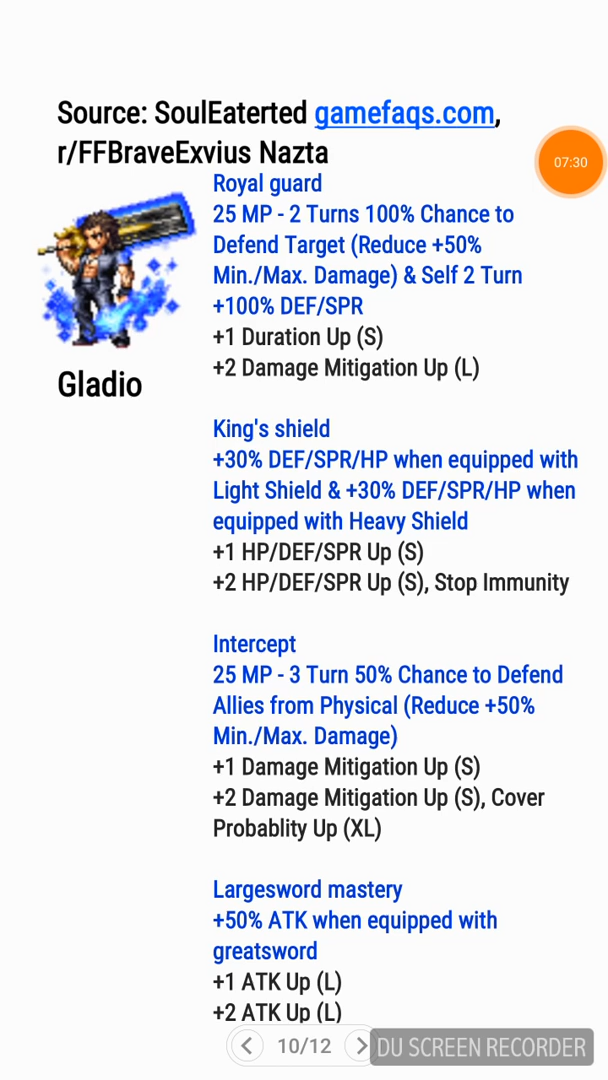 Source: SoulEaterted gamefaqs.com,
r/FFBraveExvius Nazta
07:30
Royal guard
25 MP - 2 Turns 100% Chance to
Defend Target (Reduce +50%
Min./Max. Damage) & Self 2 Turn
+100% DEF/SPR
+1 Duration Up (S)
+2 Damage Mitigation Up (L)
Gladio
King's shield
+30% DEF/SPR/HP when equipped with
Light Shield & +30% DEF/SPR/HP when
equipped with Heavy Shield
+1 HP/DEF/SPR Up (S)
+2 HP/DEF/SPR Up (S), Stop Immunity
Intercept
25 MP - 3 Turn 50% Chance to Defend
Allies from Physical (Reduce +50%
Min./Max. Damage)
+1 Damage Mitigation Up (S)
+2 Damage Mitigation Up (S), Cover
Probablity Up (XL)
Largesword mastery
+50% ATK when equipped with
greatsword
+1 ATK Up (L)
+2 ATK Up (L)
10/12
DU SCREEN RECORDER